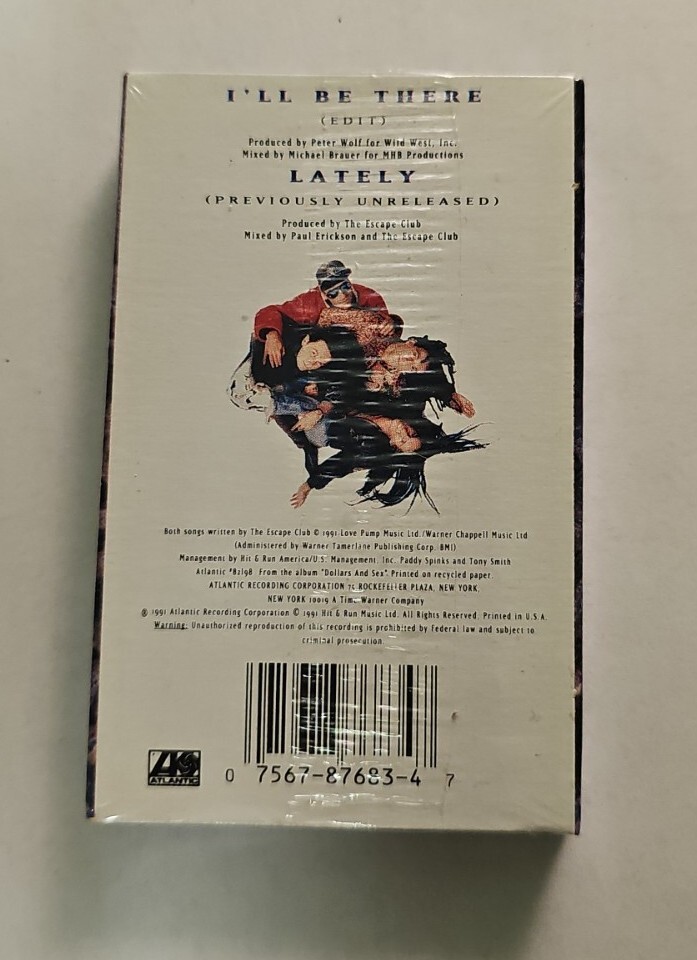 I'LL BE THERE
(EDIT)
Produced by Peter Wolf for Wild West, Inc.
Mixed by Michael Brauer for MHB Productions
LATELY
(PREVIOUSLY UNRELEASED)
Produced by The Escape Club
Mixed by Paul Erickson and The Escape Club
Both songs written by The Escape Club © 1991 Love Pump Music Ltd./Warner Chappell Music Ltd
(Administered by Warner Tamerlane Publishing Corp. BMI)
Management by Hit & Run America/U.S. Management, Inc. Paddy Spinks and Tony Smith
Atlantic #82198 From the album "Dollars And Sex". Printed on recycled paper.
ATLANTIC RECORDING CORPORATION 75 ROCKEFELLER PLAZA, NEW YORK,
NEW YORK 10019 A Time Warner Company
℗ 1991 Atlantic Recording Corporation © 1991 Hit & Run Music Ltd. All Rights Reserved. Printed in U.S.A.
Warning: Unauthorized reproduction of this recording is prohibited by Federal law and subject to
criminal prosecution.
ATLANTIC
0 7567-87683-4 7